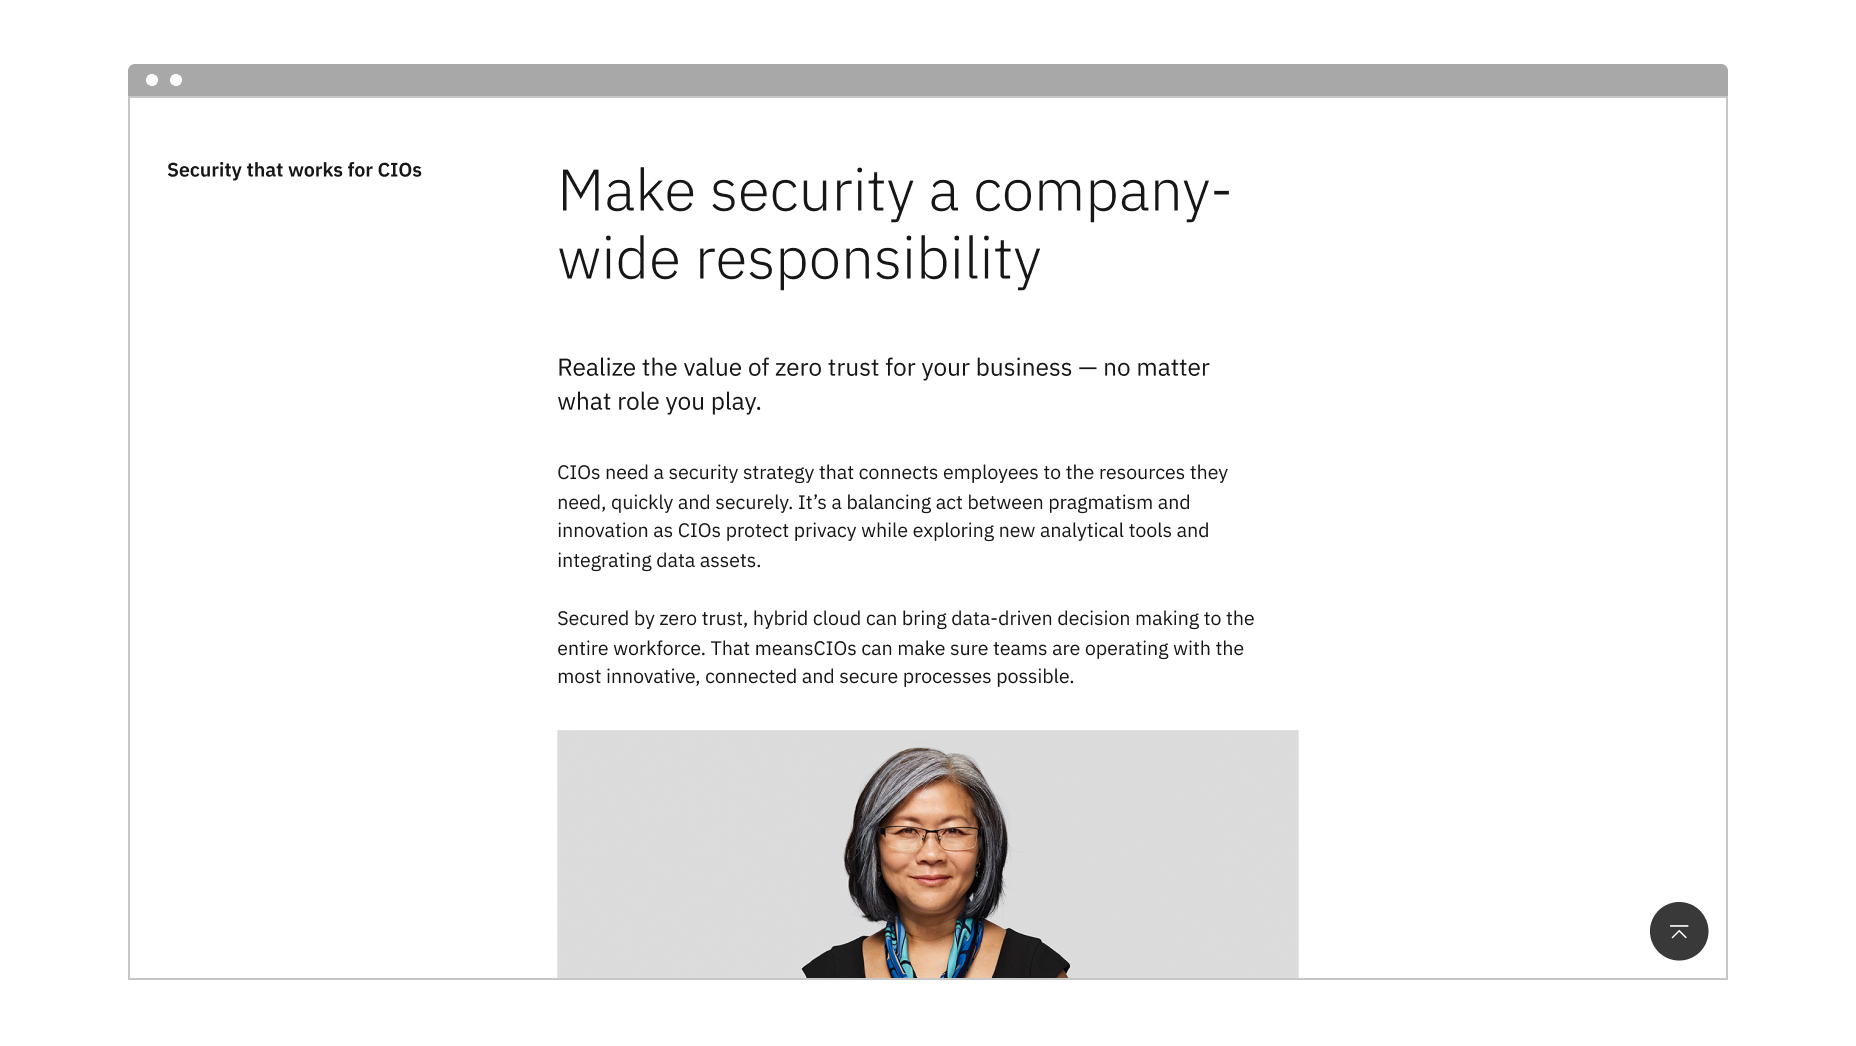 Security that works for CIOs
Make security a company-
wide responsibility
Realize the value of zero trust for your business — no matter
what role you play.
CIOs need a security strategy that connects employees to the resources they
need, quickly and securely. It’s a balancing act between pragmatism and
innovation as CIOs protect privacy while exploring new analytical tools and
integrating data assets.
Secured by zero trust, hybrid cloud can bring data-driven decision making to the
entire workforce. That meansCIOs can make sure teams are operating with the
most innovative, connected and secure processes possible.